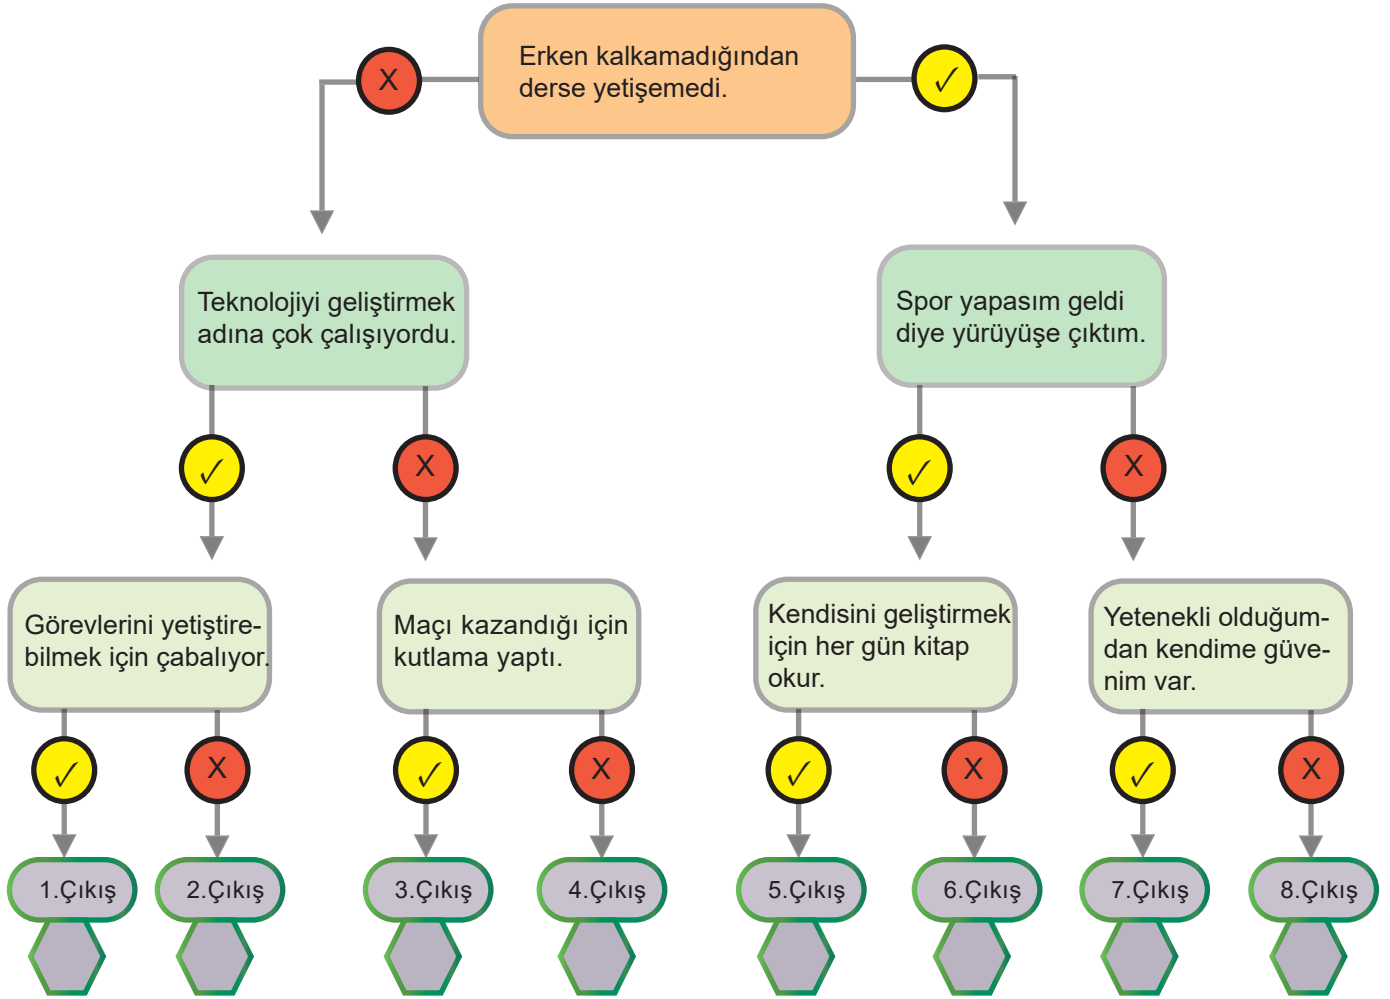 Erken kalkamadığından
derse yetişemedi.
X
✓
Teknolojiyi geliştirmek
adına çok çalışıyordu.
Spor yapasım geldi
diye yürüyüşe çıktım.
✓
X
✓
X
Görevlerini yetiştire-
bilmek için çabalıyor.
Maçı kazandığı için
kutlama yaptı.
Kendisini geliştirmek
için her gün kitap
okur.
Yetenekli olduğum-
dan kendime güve-
nim var.
✓
X
✓
X
✓
X
✓
X
1.Çıkış
2.Çıkış
3.Çıkış
4.Çıkış
5.Çıkış
6.Çıkış
7.Çıkış
8.Çıkış